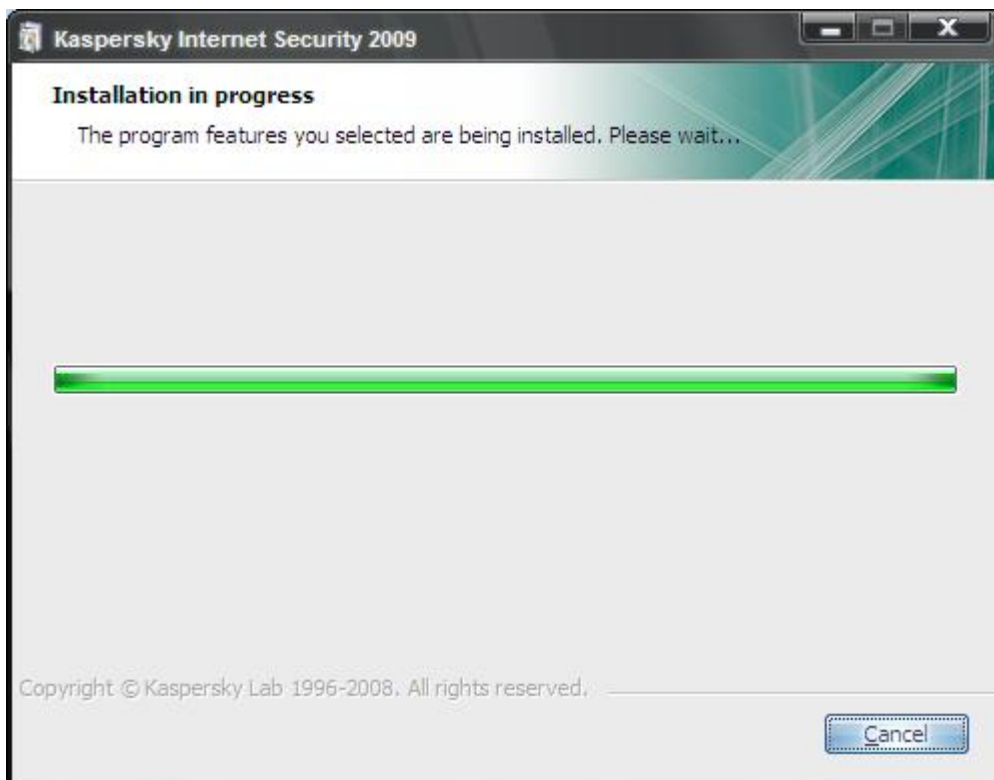 Kaspersky Internet Security 2009
Installation in progress
The program features you selected are being installed. Please wait...
Copyright © Kaspersky Lab 1996-2008. All rights reserved.
Cancel